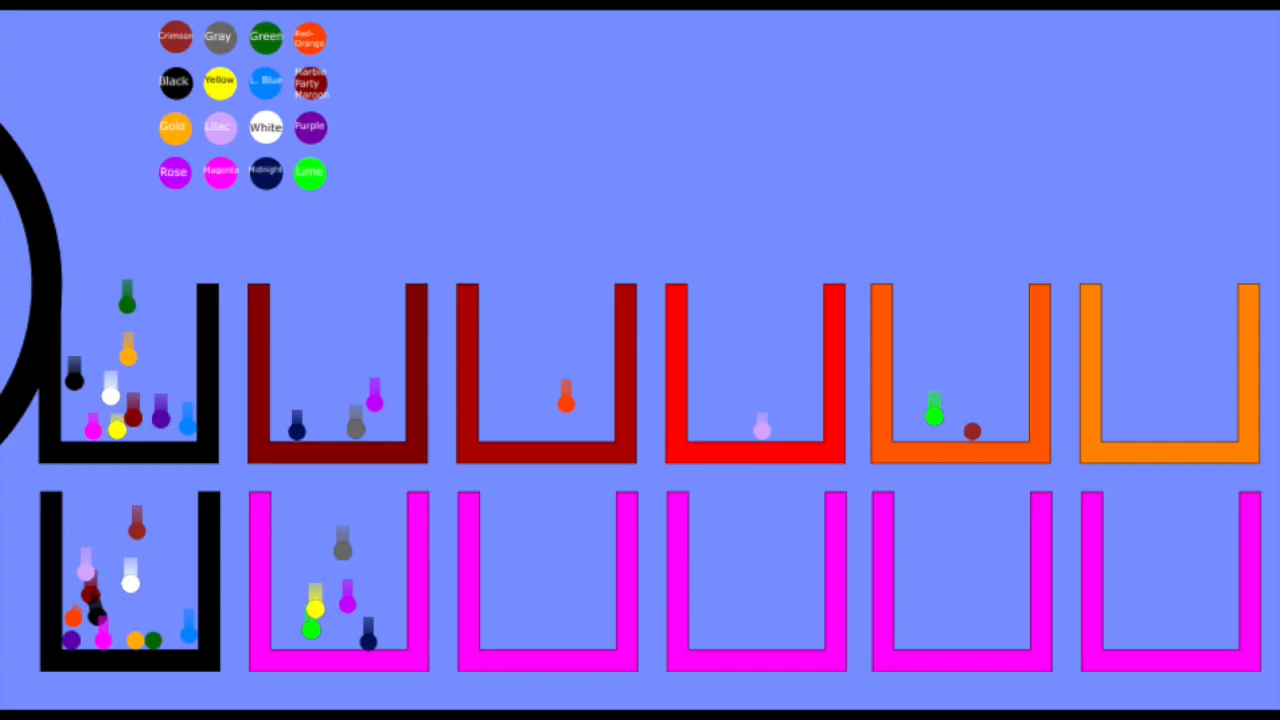 Crimson Gray Green Red-
Orange
Black Yellow L. Blue Marble
Party
Maroon
Gold Lilac White Purple
Rose Magenta Midnight Lime